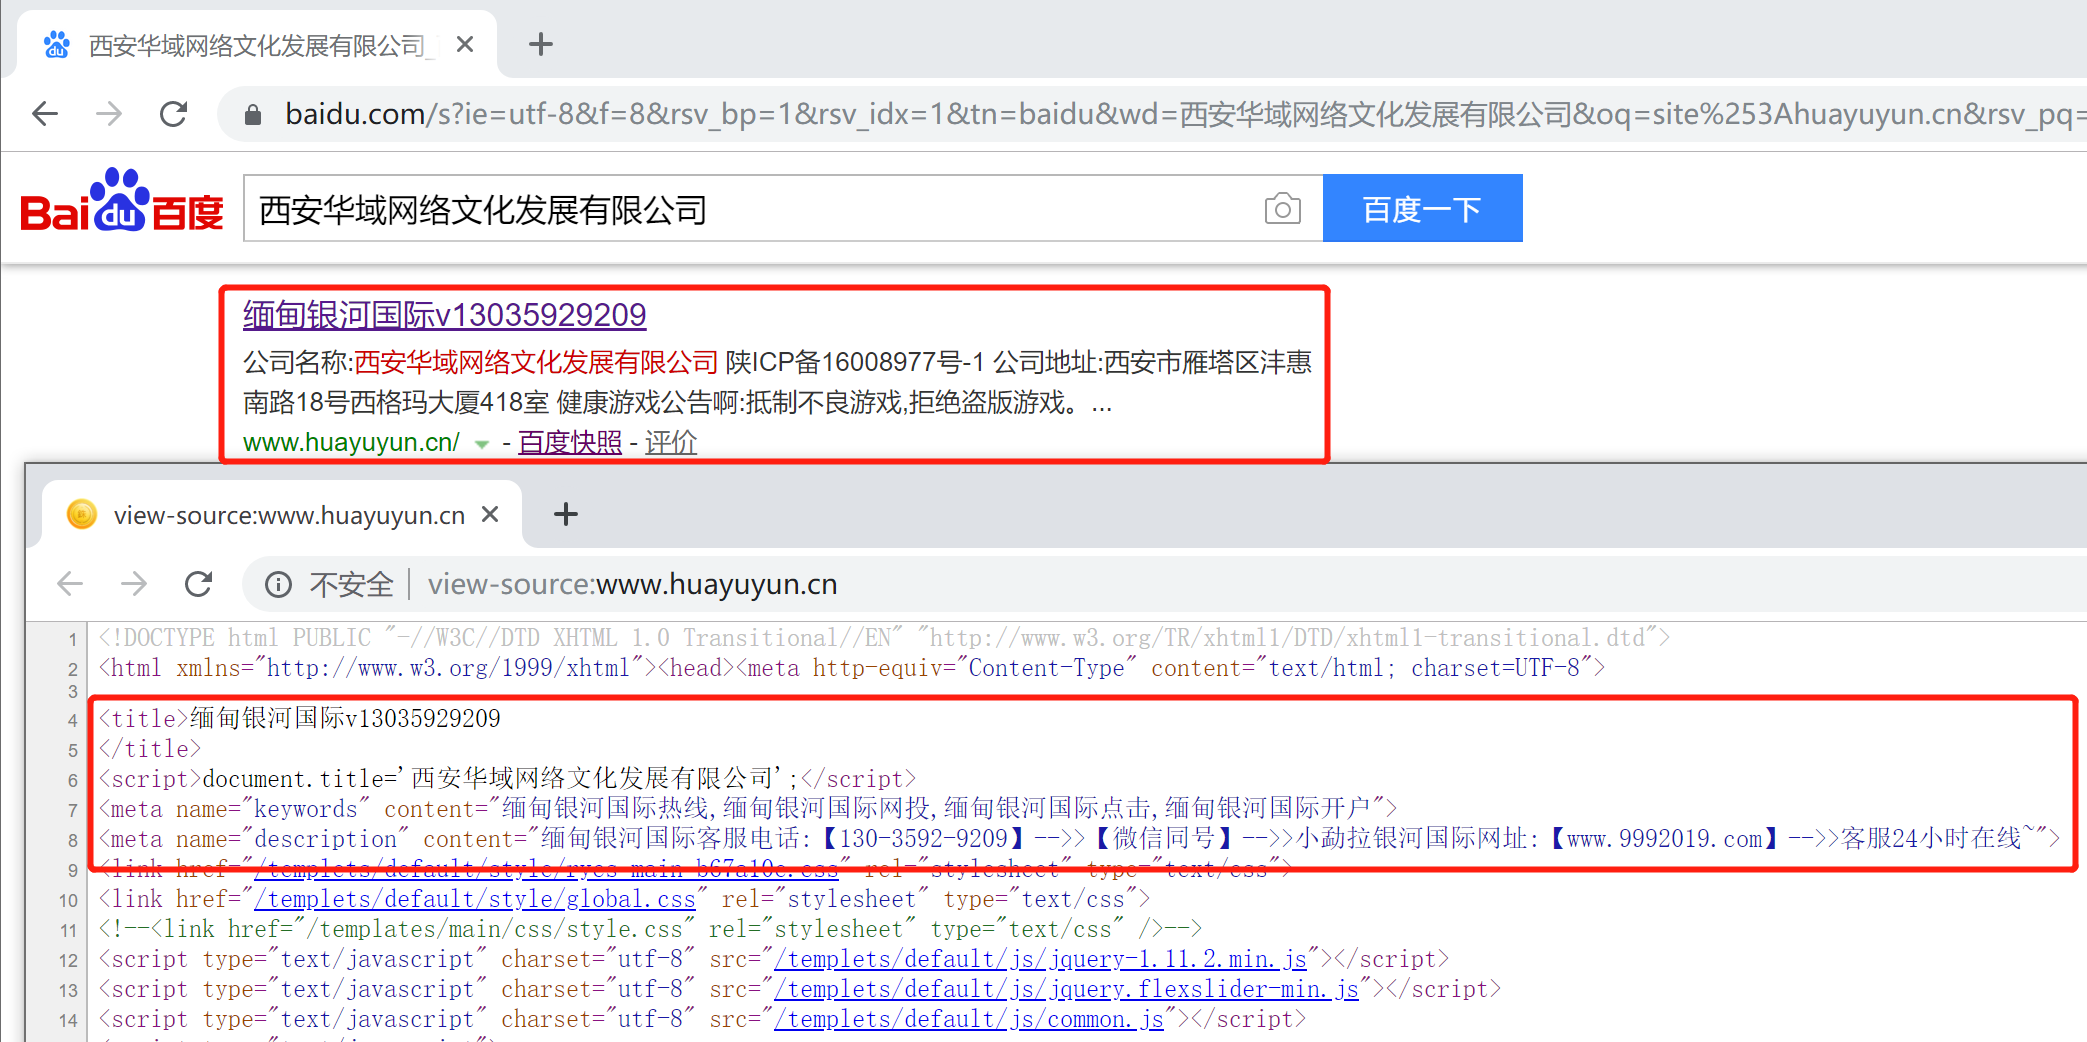 西安华域网络文化发展有限公司_
baidu.com/s?ie=utf-8&f=8&rsv_bp=1&rsv_idx=1&tn=baidu&wd=西安华域网络文化发展有限公司&oq=site%253Ahuayuyun.cn&rsv_pq=
Bai du 百度 西安华域网络文化发展有限公司 百度一下
缅甸银河国际v13035929209
公司名称:西安华域网络文化发展有限公司 陕ICP备16008977号-1 公司地址:西安市雁塔区沣惠
南路18号西格玛大厦418室 健康游戏公告啊:抵制不良游戏,拒绝盗版游戏。...
www.huayuyun.cn/ - 百度快照 - 评价
view-source:www.huayuyun.cn
不安全 view-source:www.huayuyun.cn
1 <!DOCTYPE html PUBLIC "-//W3C//DTD XHTML 1.0 Transitional//EN" "http://www.w3.org/TR/xhtml1/DTD/xhtml1-transitional.dtd">
2 <html xmlns="http://www.w3.org/1999/xhtml"><head><meta http-equiv="Content-Type" content="text/html; charset=UTF-8">
3
4 <title>缅甸银河国际v13035929209
5 </title>
6 <script>document.title='西安华域网络文化发展有限公司';</script>
7 <meta name="keywords" content="缅甸银河国际热线,缅甸银河国际网投,缅甸银河国际点击,缅甸银河国际开户">
8 <meta name="description" content="缅甸银河国际客服电话:【130-3592-9209】-->>【微信同号】-->>小勐拉银河国际网址:【www.9992019.com】-->>客服24小时在线~">
9 <link href="/templets/default/style/ryes-main-b67a10e.css" rel="stylesheet" type="text/css">
10 <link href="/templets/default/style/global.css" rel="stylesheet" type="text/css">
11 <!--<link href="/templates/main/css/style.css" rel="stylesheet" type="text/css" />-->
12 <script type="text/javascript" charset="utf-8" src="/templets/default/js/jquery-1.11.2.min.js"></script>
13 <script type="text/javascript" charset="utf-8" src="/templets/default/js/jquery.flexslider-min.js"></script>
14 <script type="text/javascript" charset="utf-8" src="/templets/default/js/common.js"></script>